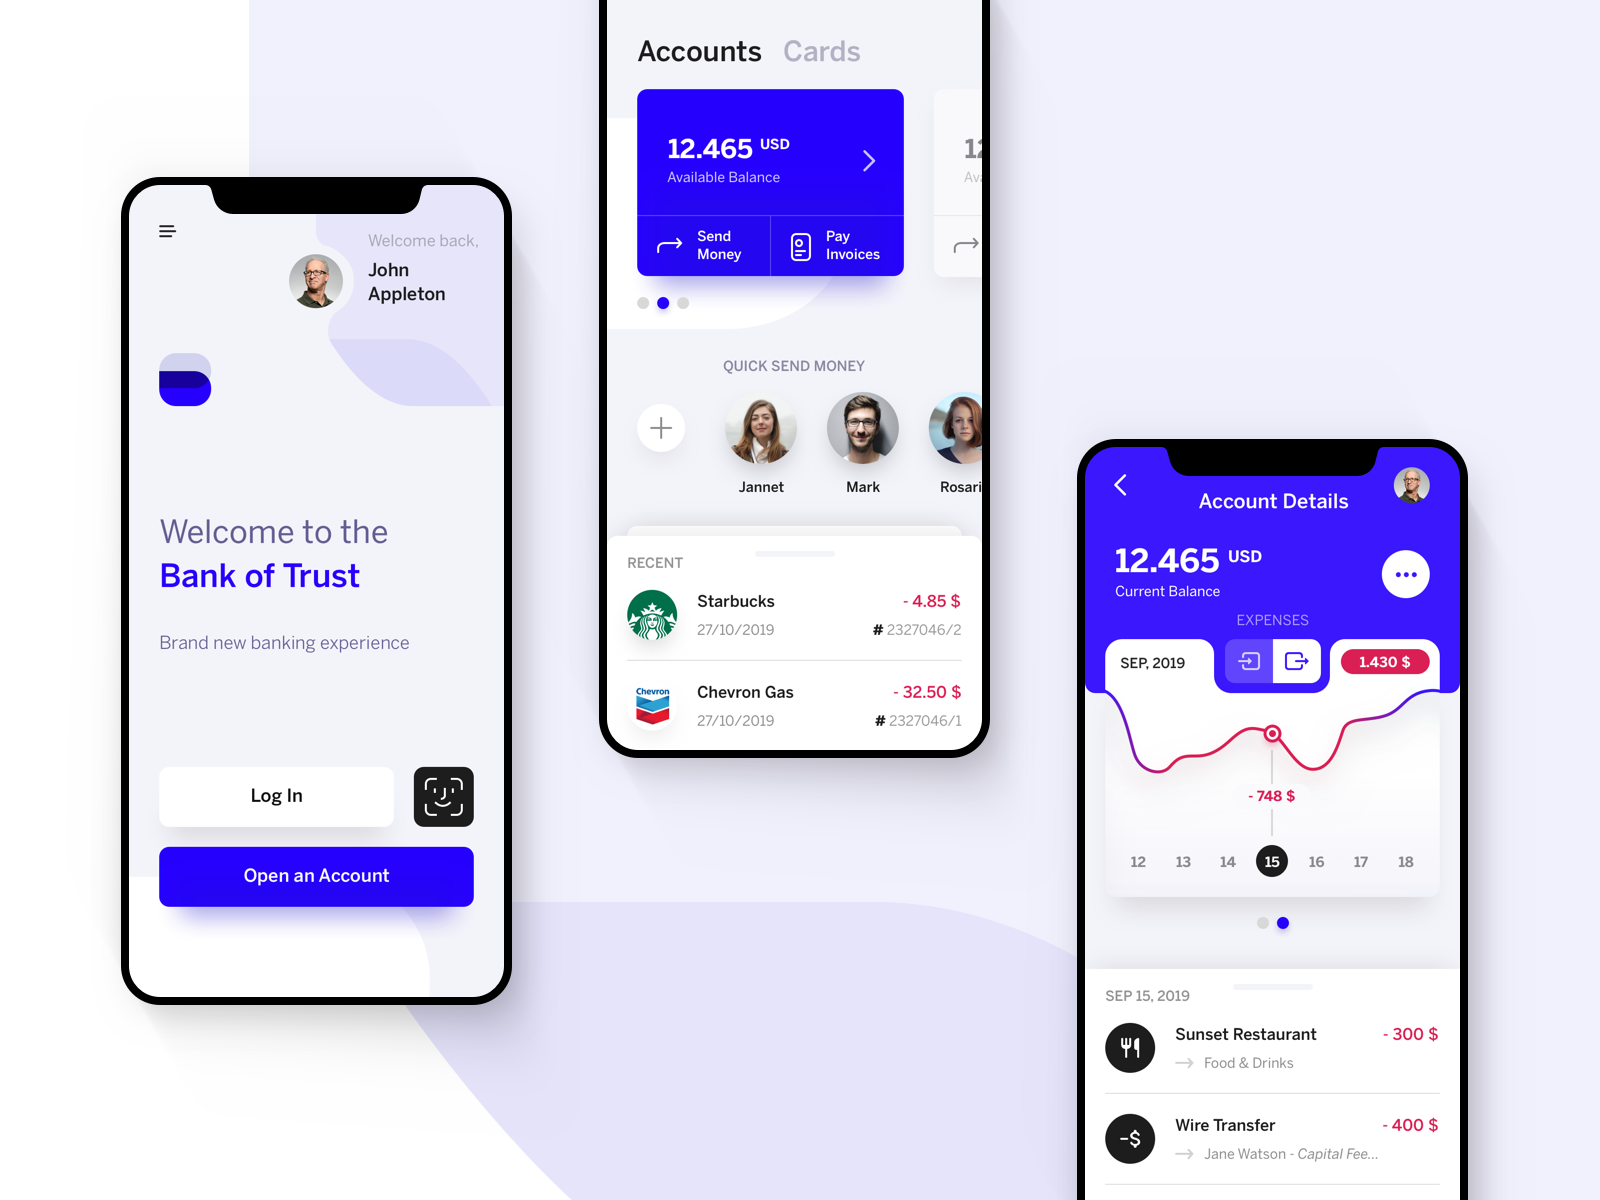 Welcome back,
John
Appleton
Welcome to the
Bank of Trust
Brand new banking experience
Log In
Open an Account
Accounts Cards
12.465 USD
Available Balance
Send
Money
Pay
Invoices
12
Av
QUICK SEND MONEY
Jannet Mark Rosari
RECENT
Starbucks - 4.85 $
27/10/2019 # 2327046/2
Chevron
Chevron Gas - 32.50 $
27/10/2019 # 2327046/1
Account Details
12.465 USD
Current Balance
EXPENSES
SEP, 2019 1.430 $
- 748 $
12 13 14 15 16 17 18
SEP 15, 2019
Sunset Restaurant - 300 $
Food & Drinks
-$
Wire Transfer - 400 $
Jane Watson - Capital Fee...